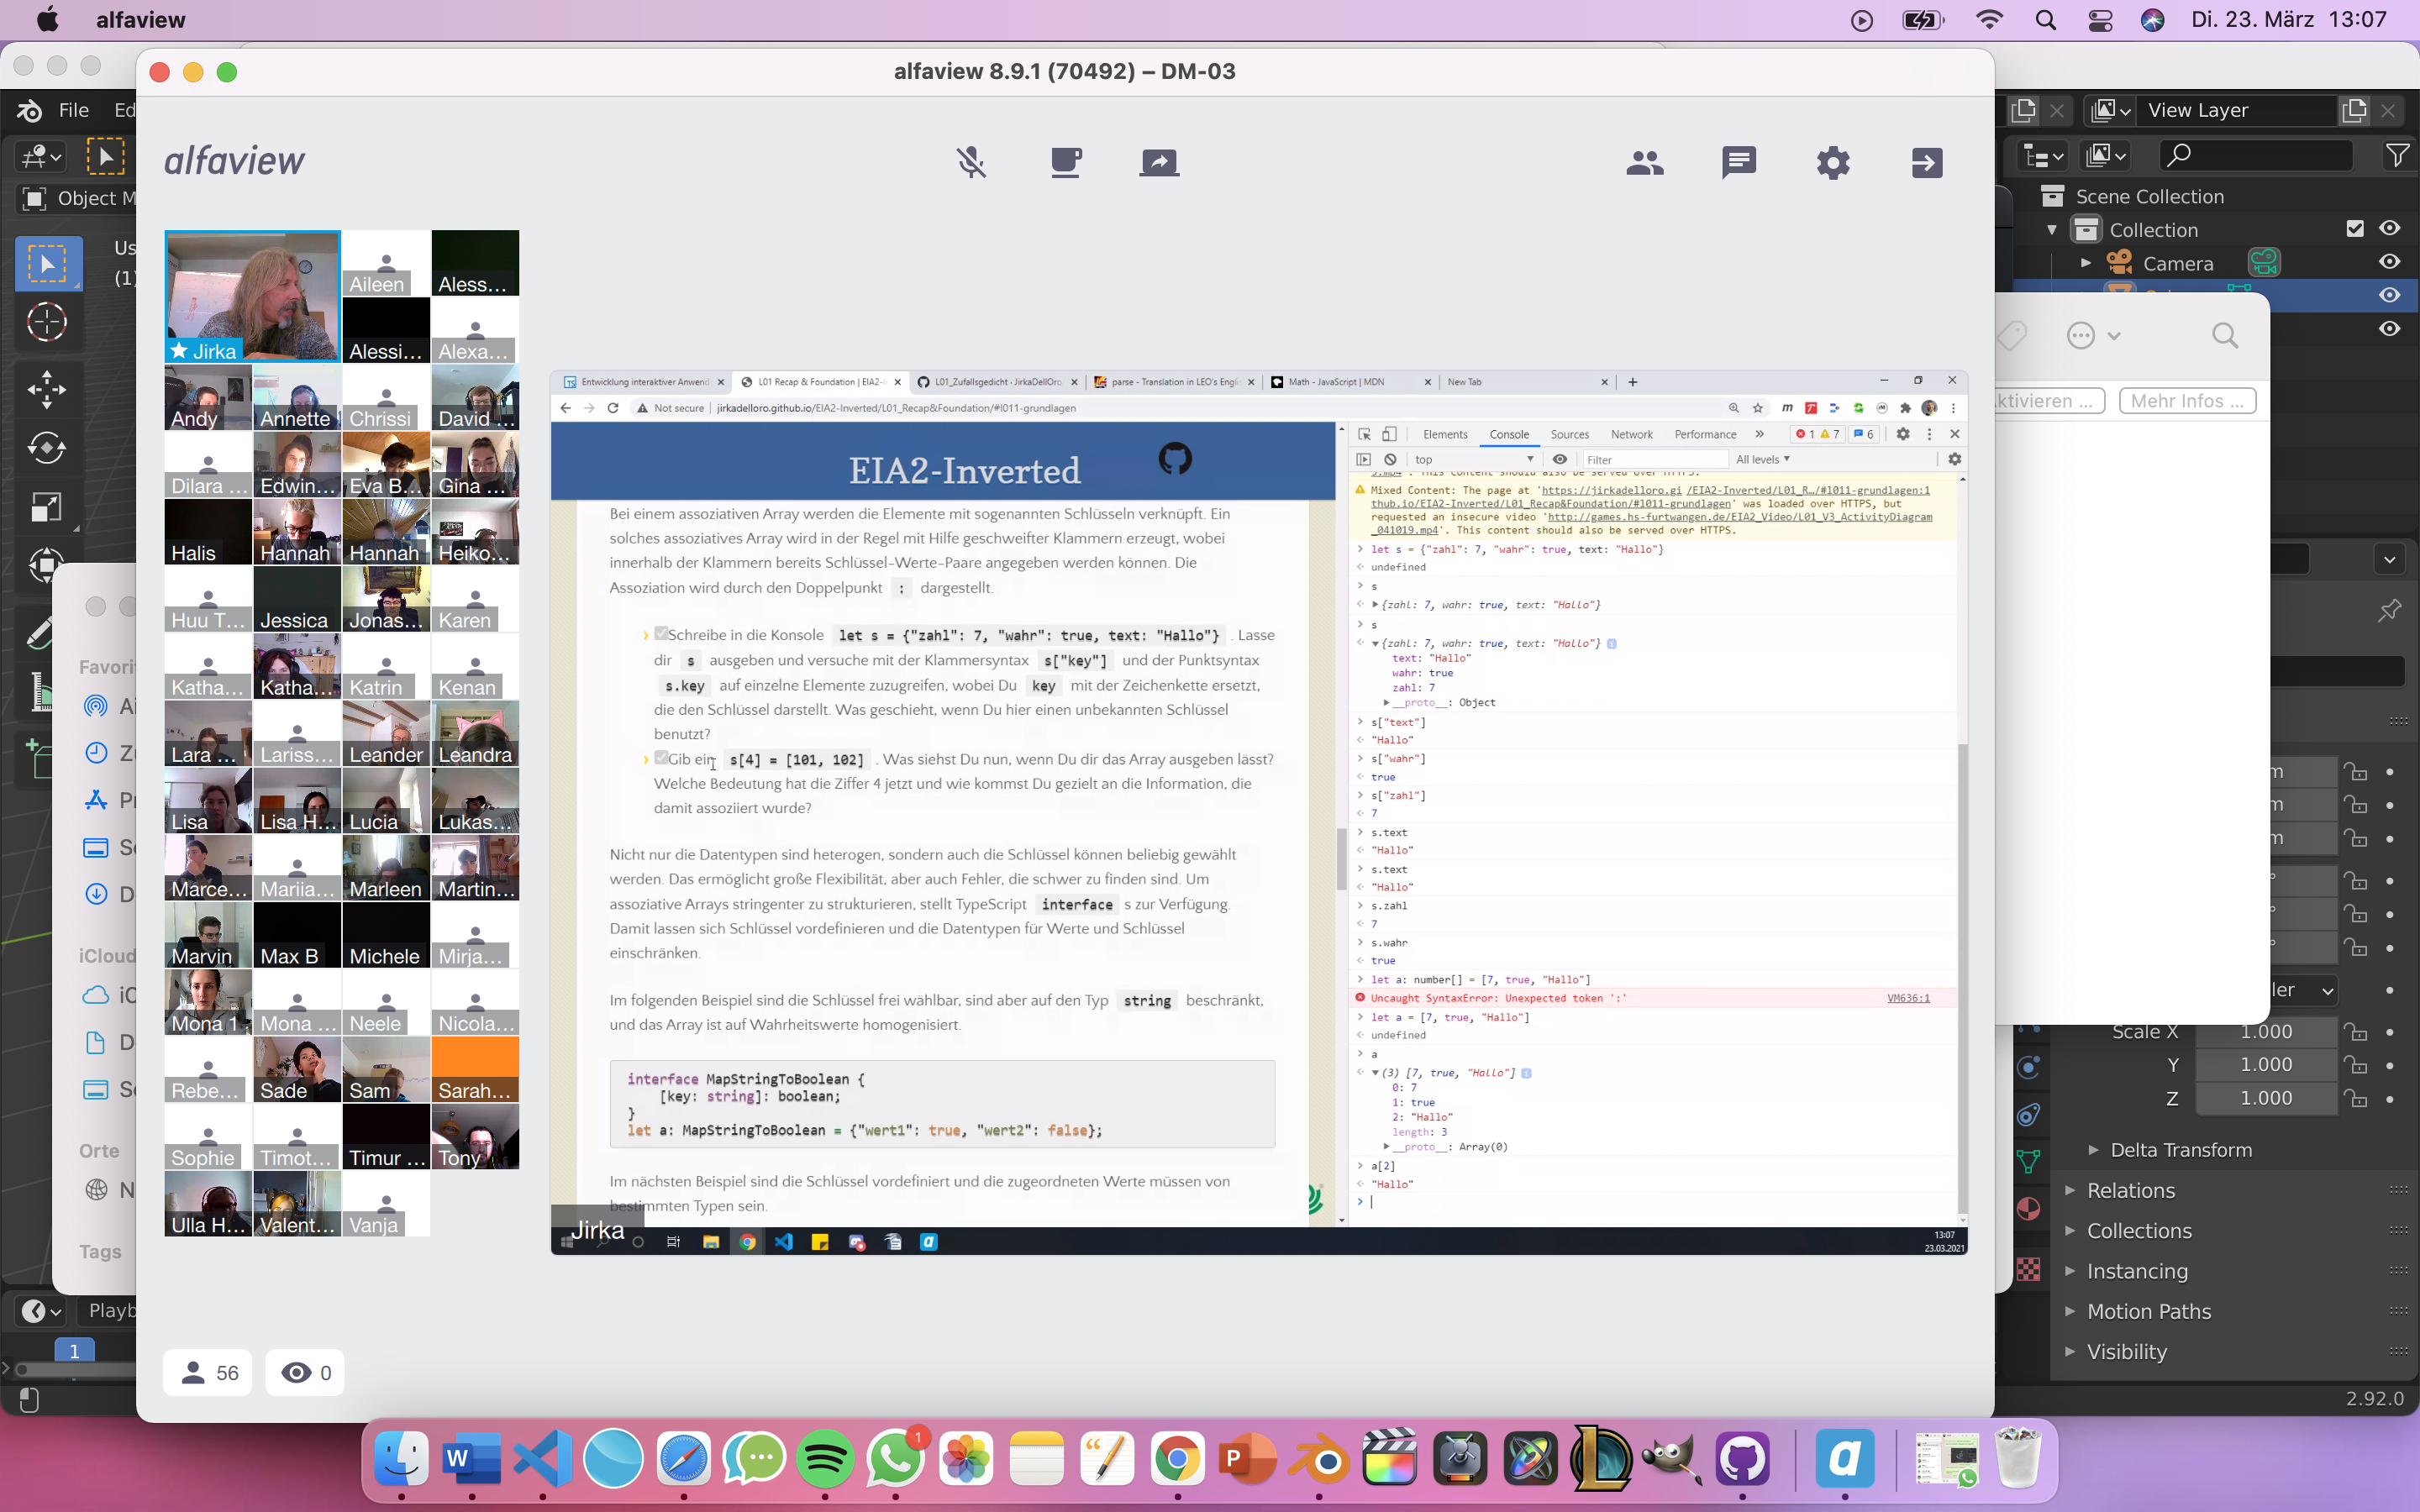 alfaview
Di. 23. März 13:07
alfaview 8.9.1 (70492) – DM-03
File
View Layer
alfaview
Object M
Scene Collection
Collection
Camera
Us
(1)
Jirka
Aileen
Aless...
Alessi...
Alexa...
Andy
Annette
Chrissi
David ...
Dilara ...
Edwin...
Eva B...
Gina ...
Halis
Hannah
Hannah
Heiko...
Huu T...
Jessica
Jonas...
Karen
Katha...
Katha...
Katrin
Kenan
Lara ...
Lariss...
Leander
Leandra
Lisa
Lisa H...
Lucia
Lukas...
Marce...
Mariia...
Marleen
Martin...
Marvin
Max B
Michele
Mirja...
Mona 1
Mona ...
Neele
Nicola...
Rebe...
Sade
Sam
Sarah...
Sophie
Timot...
Timur ...
Tony
Ulla H...
Valent...
Vanja
56
0
Favorit
iCloud
Orte
Tags
Playb
1
Entwicklung interaktiver Anwend
L01 Recap & Foundation | EIA2-I
L01_Zufallsgedicht · JirkaDellOro
parse - Translation in LEO's Engli
Math - JavaScript | MDN
New Tab
Not secure | jirkadelloro.github.io/EIA2-Inverted/L01_Recap&Foundation/#l011-grundlagen
EIA2-Inverted
Bei einem assoziativen Array werden die Elemente mit sogenannten Schlüsseln verknüpft. Ein
solches assoziatives Array wird in der Regel mit Hilfe geschweifter Klammern erzeugt, wobei
innerhalb der Klammern bereits Schlüssel-Werte-Paare angegeben werden können. Die
Assoziation wird durch den Doppelpunkt : dargestellt.
Schreibe in die Konsole let s = {"zahl": 7, "wahr": true, text: "Hallo"} . Lasse
dir s ausgeben und versuche mit der Klammersyntax s["key"] und der Punktsyntax
s.key auf einzelne Elemente zuzugreifen, wobei Du key mit der Zeichenkette ersetzt,
die den Schlüssel darstellt. Was geschieht, wenn Du hier einen unbekannten Schlüssel
benutzt?
Gib ein s[4] = [101, 102] . Was siehst Du nun, wenn Du dir das Array ausgeben lässt?
Welche Bedeutung hat die Ziffer 4 jetzt und wie kommst Du gezielt an die Information, die
damit assoziiert wurde?
Nicht nur die Datentypen sind heterogen, sondern auch die Schlüssel können beliebig gewählt
werden. Das ermöglicht große Flexibilität, aber auch Fehler, die schwer zu finden sind. Um
assoziative Arrays stringenter zu strukturieren, stellt TypeScript interface s zur Verfügung.
Damit lassen sich Schlüssel vordefinieren und die Datentypen für Werte und Schlüssel
einschränken.
Im folgenden Beispiel sind die Schlüssel frei wählbar, sind aber auf den Typ string beschränkt,
und das Array ist auf Wahrheitswerte homogenisiert.
interface MapStringToBoolean {
[key: string]: boolean;
}
let a: MapStringToBoolean = {"wert1": true, "wert2": false};
Im nächsten Beispiel sind die Schlüssel vordefiniert und die zugeordneten Werte müssen von
bestimmten Typen sein.
Jirka
Elements Console Sources Network Performance » 1 7 6
top Filter All levels
Mixed Content: The page at 'https://jirkadelloro.gi /EIA2-Inverted/L01_R…/#l011-grundlagen:1
thub.io/EIA2-Inverted/L01_Recap&Foundation/#l011-grundlagen' was loaded over HTTPS, but
requested an insecure video 'http://games.hs-furtwangen.de/EIA2_Video/L01_V3_ActivityDiagram
_041019.mp4'. This content should also be served over HTTPS.
let s = {"zahl": 7, "wahr": true, text: "Hallo"}
undefined
s
{zahl: 7, wahr: true, text: "Hallo"}
s
{zahl: 7, wahr: true, text: "Hallo"}
text: "Hallo"
wahr: true
zahl: 7
__proto__: Object
s["text"]
"Hallo"
s["wahr"]
true
s["zahl"]
7
s.text
"Hallo"
s.text
"Hallo"
s.zahl
7
s.wahr
true
let a: number[] = [7, true, "Hallo"]
Uncaught SyntaxError: Unexpected token ':' VM636:1
let a = [7, true, "Hallo"]
undefined
a
(3) [7, true, "Hallo"]
0: 7
1: true
2: "Hallo"
length: 3
__proto__: Array(0)
a[2]
"Hallo"
13:07
23.03.2021
ktivieren ...
Mehr Infos ...
Scale X 1.000
Y 1.000
Z 1.000
Delta Transform
Relations
Collections
Instancing
Motion Paths
Visibility
2.92.0
1